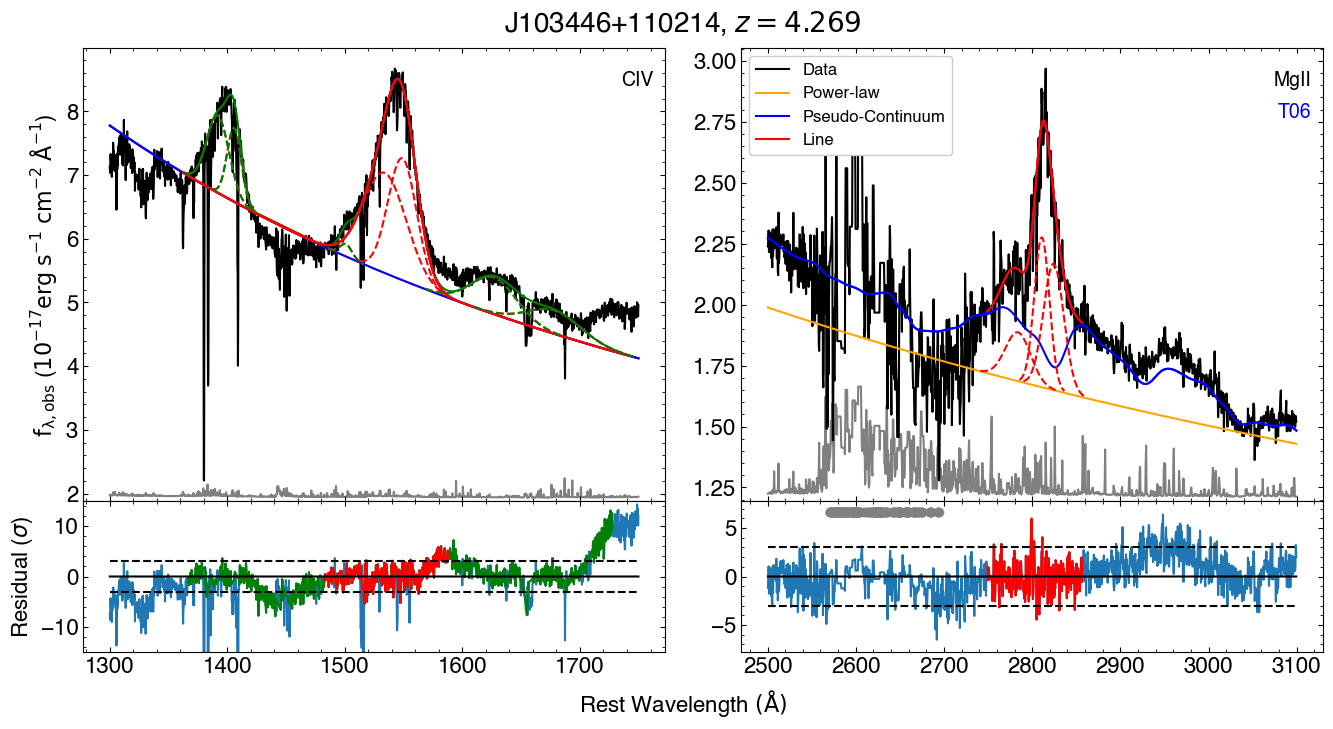 J103446+110214, z = 4.269
CIV
MgII
T06
Data
Power-law
Pseudo-Continuum
Line
f_λ,obs (10⁻¹⁷erg s⁻¹ cm⁻² Å⁻¹)
8
7
6
5
4
3
2
3.00
2.75
2.50
2.25
2.00
1.75
1.50
1.25
Residual (σ)
10
0
−10
5
0
−5
1300 1400 1500 1600 1700
2500 2600 2700 2800 2900 3000 3100
Rest Wavelength (Å)